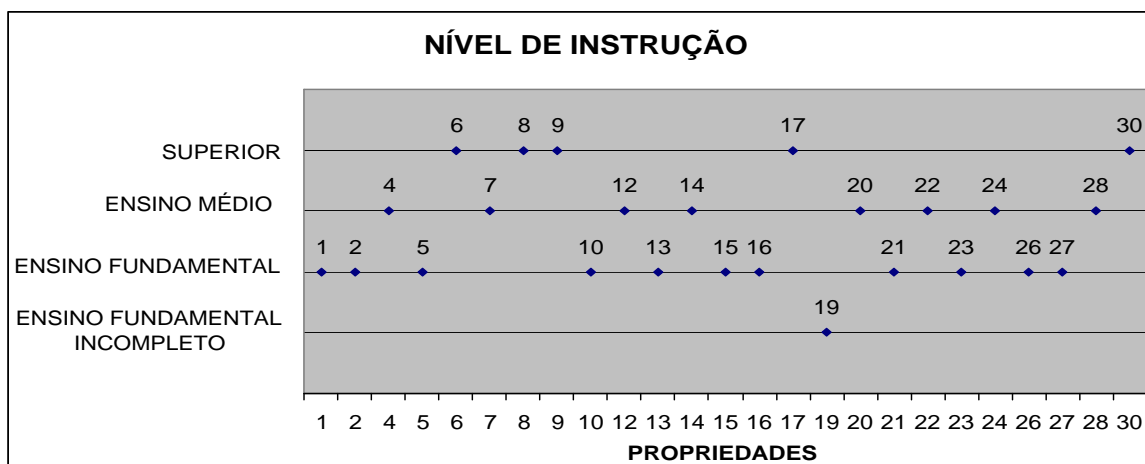 NÍVEL DE INSTRUÇÃO
6 8 9 17 30
SUPERIOR
4 7 12 14 20 22 24 28
ENSINO MÉDIO
1 2 5 10 13 15 16 21 23 26 27
ENSINO FUNDAMENTAL
19
ENSINO FUNDAMENTAL
INCOMPLETO
1 2 4 5 6 7 8 9 10 12 13 14 15 16 17 19 20 21 22 23 24 26 27 28 30
PROPRIEDADES